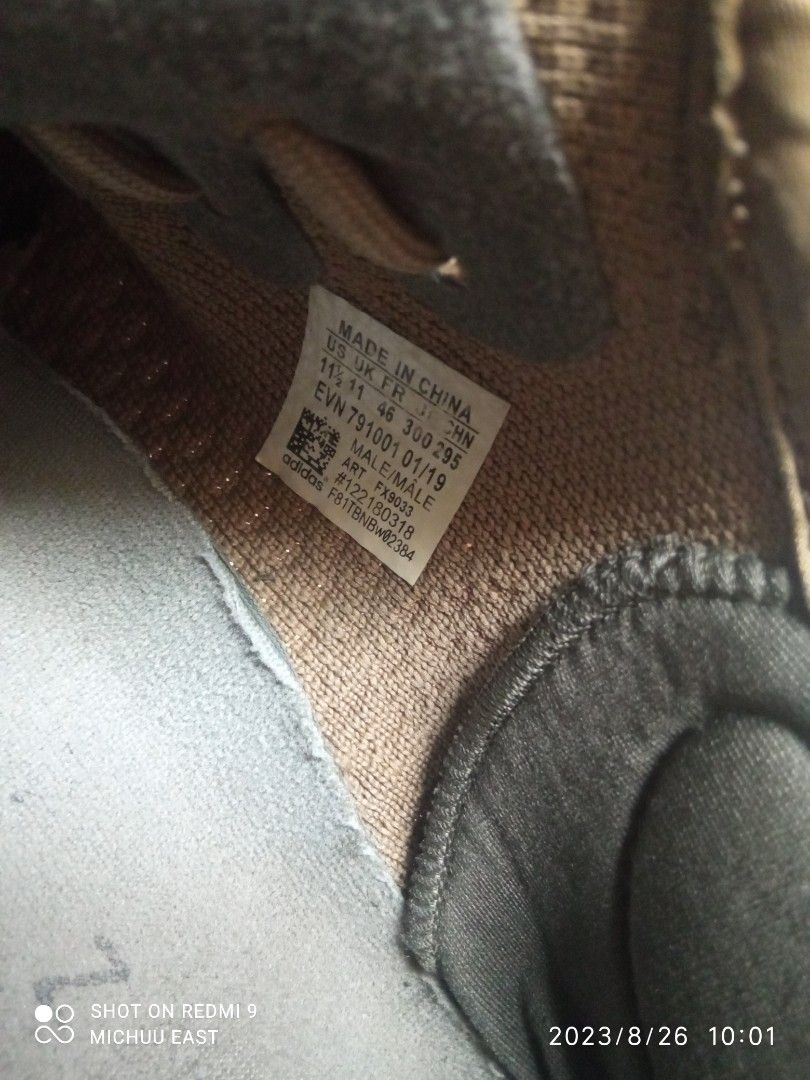 MADE IN CHINA
US UK FR CHN
11½ 11 46 300 295
EVN 791001 01/19
MALE/MÂLE
ART FX9033
#122180318
F81TBNBW02384
adidas
SHOT ON REDMI 9
MICHUU EAST
2023/8/26 10:01